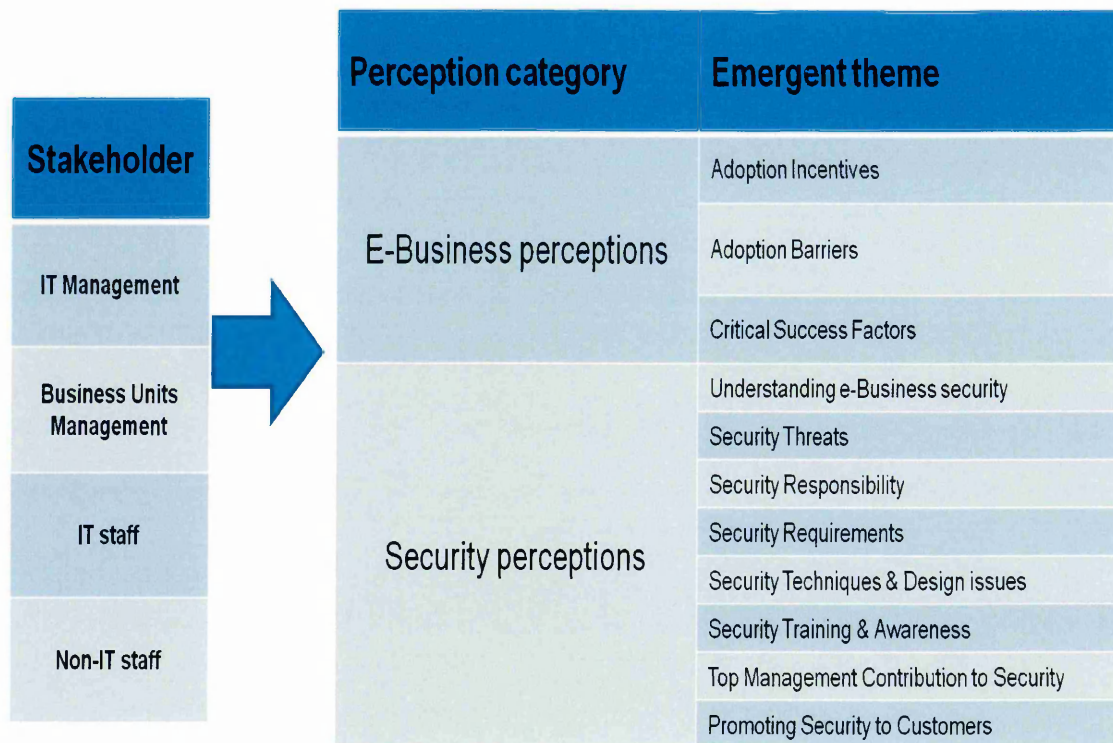 Stakeholder
IT Management
Business Units
Management
IT staff
Non-IT staff
Perception category
Emergent theme
E-Business perceptions
Adoption Incentives
Adoption Barriers
Critical Success Factors
Security perceptions
Understanding e-Business security
Security Threats
Security Responsibility
Security Requirements
Security Techniques & Design issues
Security Training & Awareness
Top Management Contribution to Security
Promoting Security to Customers